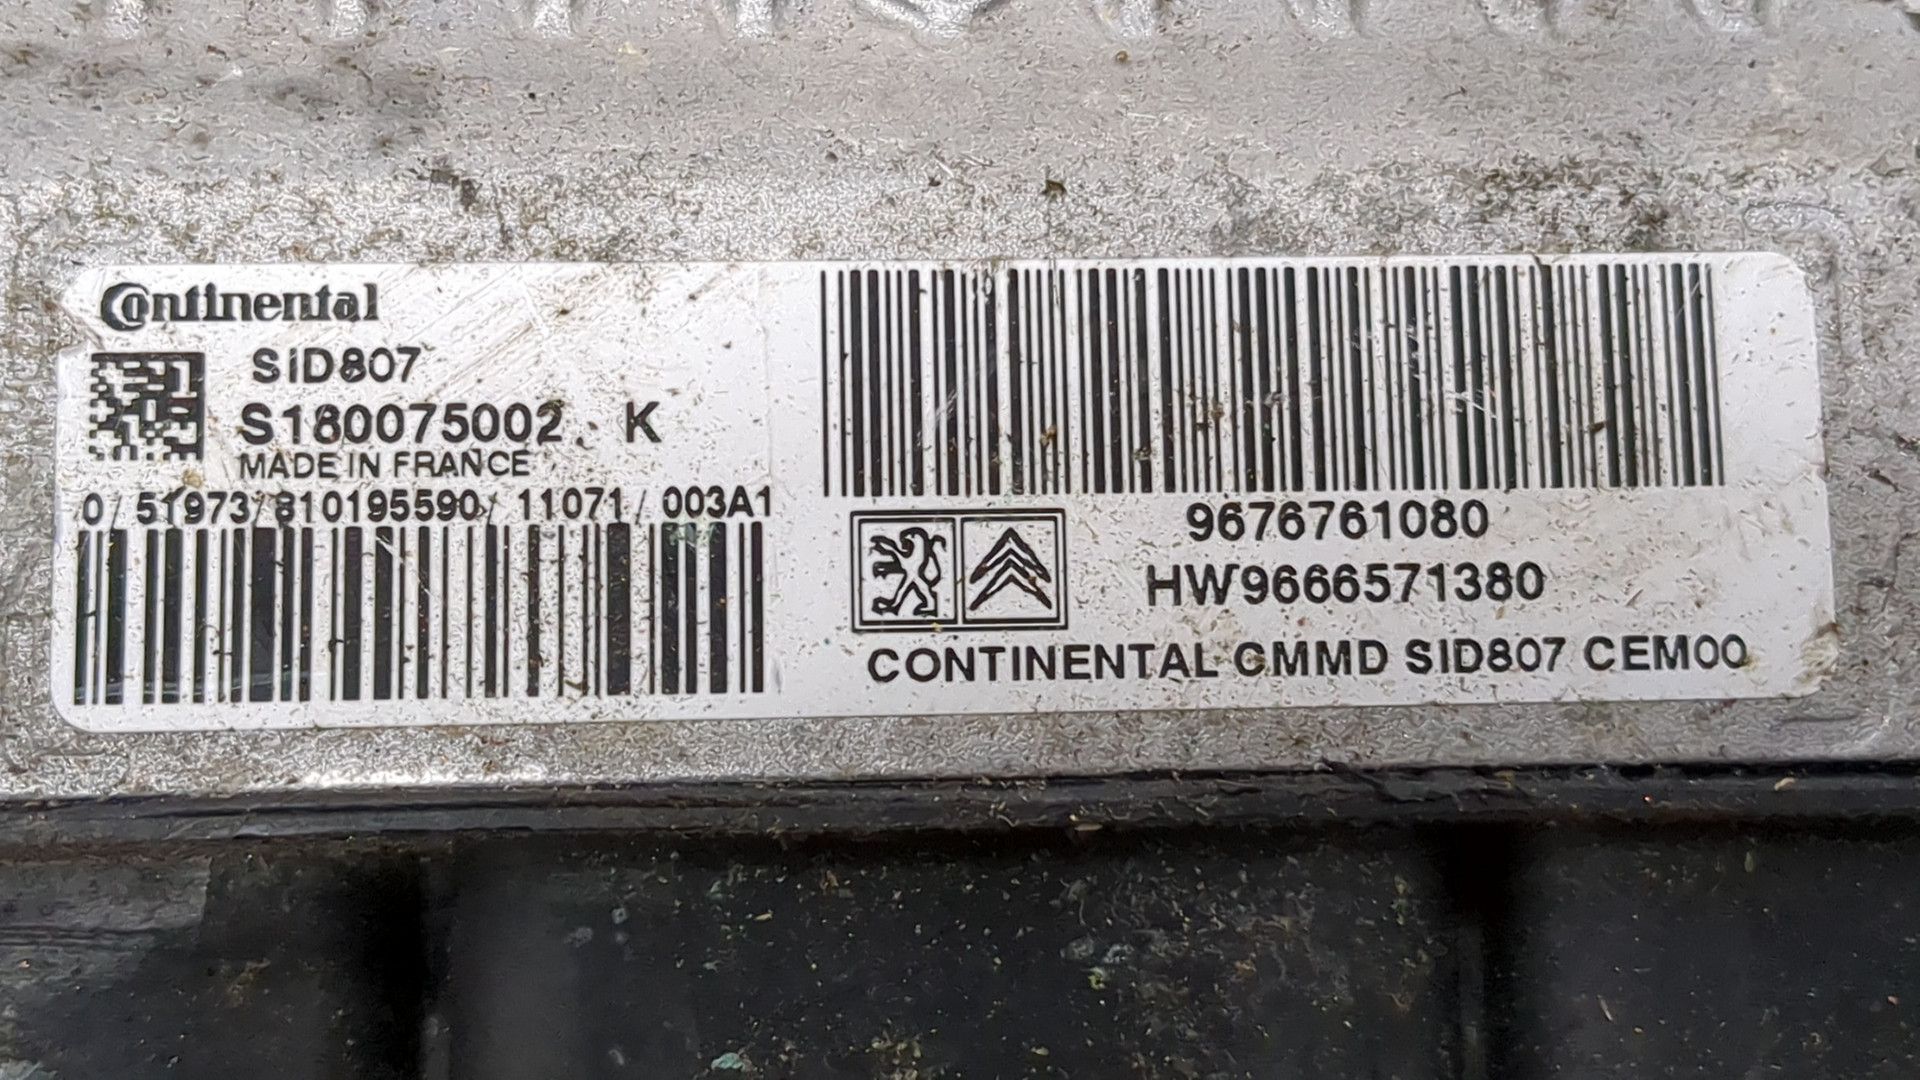 Continental
SID807
S180075002 K
MADE IN FRANCE
0/51973/810195590/11071/003A1
9676761080
HW9666571380
CONTINENTAL CMMD SID807 CEM00